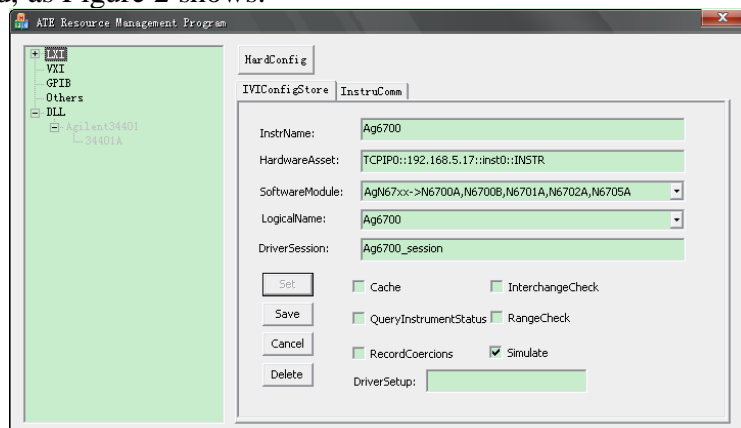 a, as Figure 2 shows.
ATE Resource Management Program
LXI
VXI
GPIB
Others
DLL
Agilent34401
34401A
HardConfig
IVIConfigStore InstruComm
InstrName: Ag6700
HardwareAsset: TCPIP0::192.168.5.17::inst0::INSTR
SoftwareModule: AgN67xx->N6700A,N6700B,N6701A,N6702A,N6705A
LogicalName: Ag6700
DriverSession: Ag6700_session
Set Cache InterchangeCheck
Save QueryInstrumentStatus RangeCheck
Cancel RecordCoercions Simulate
Delete DriverSetup: